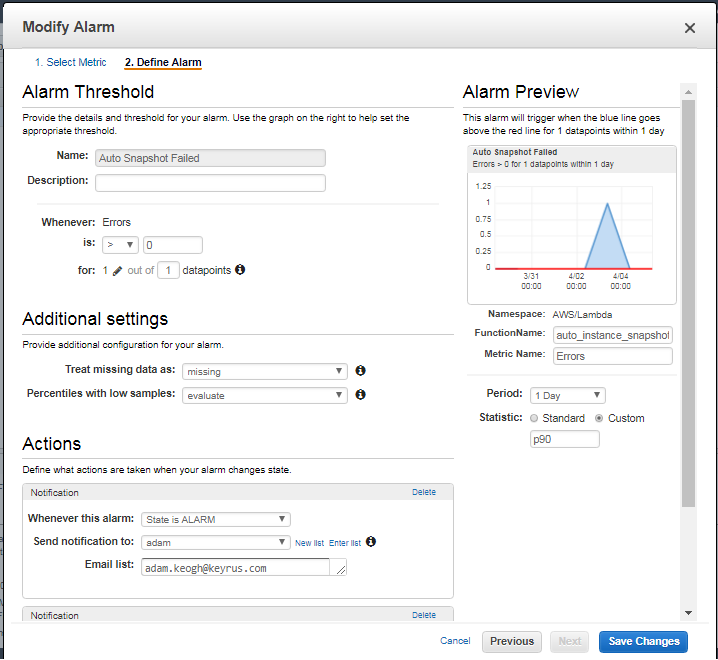 Modify Alarm
1. Select Metric 2. Define Alarm
Alarm Threshold
Provide the details and threshold for your alarm. Use the graph on the right to help set the
appropriate threshold.
Name: Auto Snapshot Failed
Description:
Whenever: Errors
is: > 0
for: 1 out of 1 datapoints
Additional settings
Provide additional configuration for your alarm.
Treat missing data as: missing
Percentiles with low samples: evaluate
Actions
Define what actions are taken when your alarm changes state.
Notification Delete
Whenever this alarm: State is ALARM
Send notification to: adam New list Enter list
Email list: adam.keogh@keyrus.com
Notification Delete
Alarm Preview
This alarm will trigger when the blue line goes
above the red line for 1 datapoints within 1 day
Auto Snapshot Failed
Errors > 0 for 1 datapoints within 1 day
1.25
1
0.75
0.5
0.25
0
3/31 4/02 4/04
00:00 00:00 00:00
Namespace: AWS/Lambda
FunctionName: auto_instance_snapshot
Metric Name: Errors
Period: 1 Day
Statistic: Standard Custom
p90
Cancel Previous Next Save Changes